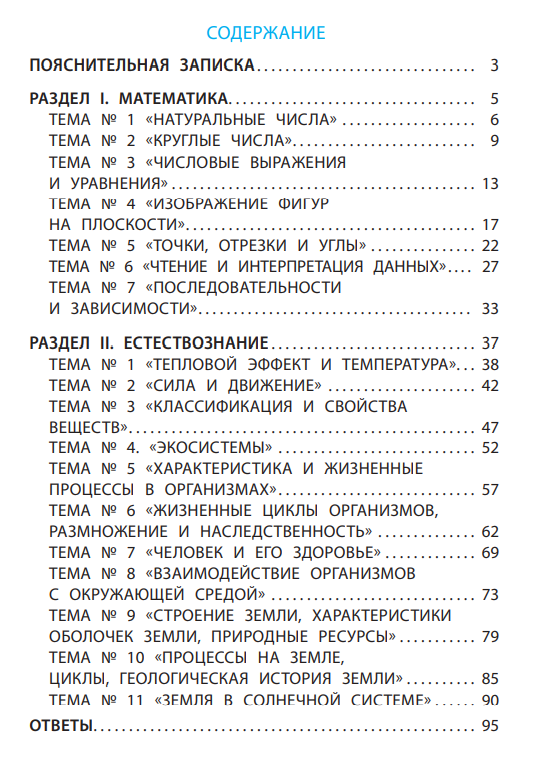 СОДЕРЖАНИЕ
ПОЯСНИТЕЛЬНАЯ ЗАПИСКА............................... 3
РАЗДЕЛ I. МАТЕМАТИКА................................... 5
ТЕМА № 1 «НАТУРАЛЬНЫЕ ЧИСЛА» ................... 6
ТЕМА № 2 «КРУГЛЫЕ ЧИСЛА».......................... 9
ТЕМА № 3 «ЧИСЛОВЫЕ ВЫРАЖЕНИЯ
И УРАВНЕНИЯ» ........................................... 13
ТЕМА № 4 «ИЗОБРАЖЕНИЕ ФИГУР
НА ПЛОСКОСТИ»......................................... 17
ТЕМА № 5 «ТОЧКИ, ОТРЕЗКИ И УГЛЫ» ............... 22
ТЕМА № 6 «ЧТЕНИЕ И ИНТЕРПРЕТАЦИЯ ДАННЫХ».... 27
ТЕМА № 7 «ПОСЛЕДОВАТЕЛЬНОСТИ
И ЗАВИСИМОСТИ»....................................... 33
РАЗДЕЛ II. ЕСТЕСТВОЗНАНИЕ ............................. 37
ТЕМА № 1 «ТЕПЛОВОЙ ЭФФЕКТ И ТЕМПЕРАТУРА»... 38
ТЕМА № 2 «СИЛА И ДВИЖЕНИЕ» ..................... 42
ТЕМА № 3 «КЛАССИФИКАЦИЯ И СВОЙСТВА
ВЕЩЕСТВ».................................................. 47
ТЕМА № 4. «ЭКОСИСТЕМЫ» ............................ 52
ТЕМА № 5 «ХАРАКТЕРИСТИКА И ЖИЗНЕННЫЕ
ПРОЦЕССЫ В ОРГАНИЗМАХ»............................ 57
ТЕМА № 6 «ЖИЗНЕННЫЕ ЦИКЛЫ ОРГАНИЗМОВ,
РАЗМНОЖЕНИЕ И НАСЛЕДСТВЕННОСТЬ» .............. 62
ТЕМА № 7 «ЧЕЛОВЕК И ЕГО ЗДОРОВЬЕ» ............. 69
ТЕМА № 8 «ВЗАИМОДЕЙСТВИЕ ОРГАНИЗМОВ
С ОКРУЖАЮЩЕЙ СРЕДОЙ» ............................. 73
ТЕМА № 9 «СТРОЕНИЕ ЗЕМЛИ, ХАРАКТЕРИСТИКИ
ОБОЛОЧЕК ЗЕМЛИ, ПРИРОДНЫЕ РЕСУРСЫ» ........... 79
ТЕМА № 10 «ПРОЦЕССЫ НА ЗЕМЛЕ,
ЦИКЛЫ, ГЕОЛОГИЧЕСКАЯ ИСТОРИЯ ЗЕМЛИ» .......... 85
ТЕМА № 11 «ЗЕМЛЯ В СОЛНЕЧНОЙ СИСТЕМЕ» ...... 90
ОТВЕТЫ...................................................... 95